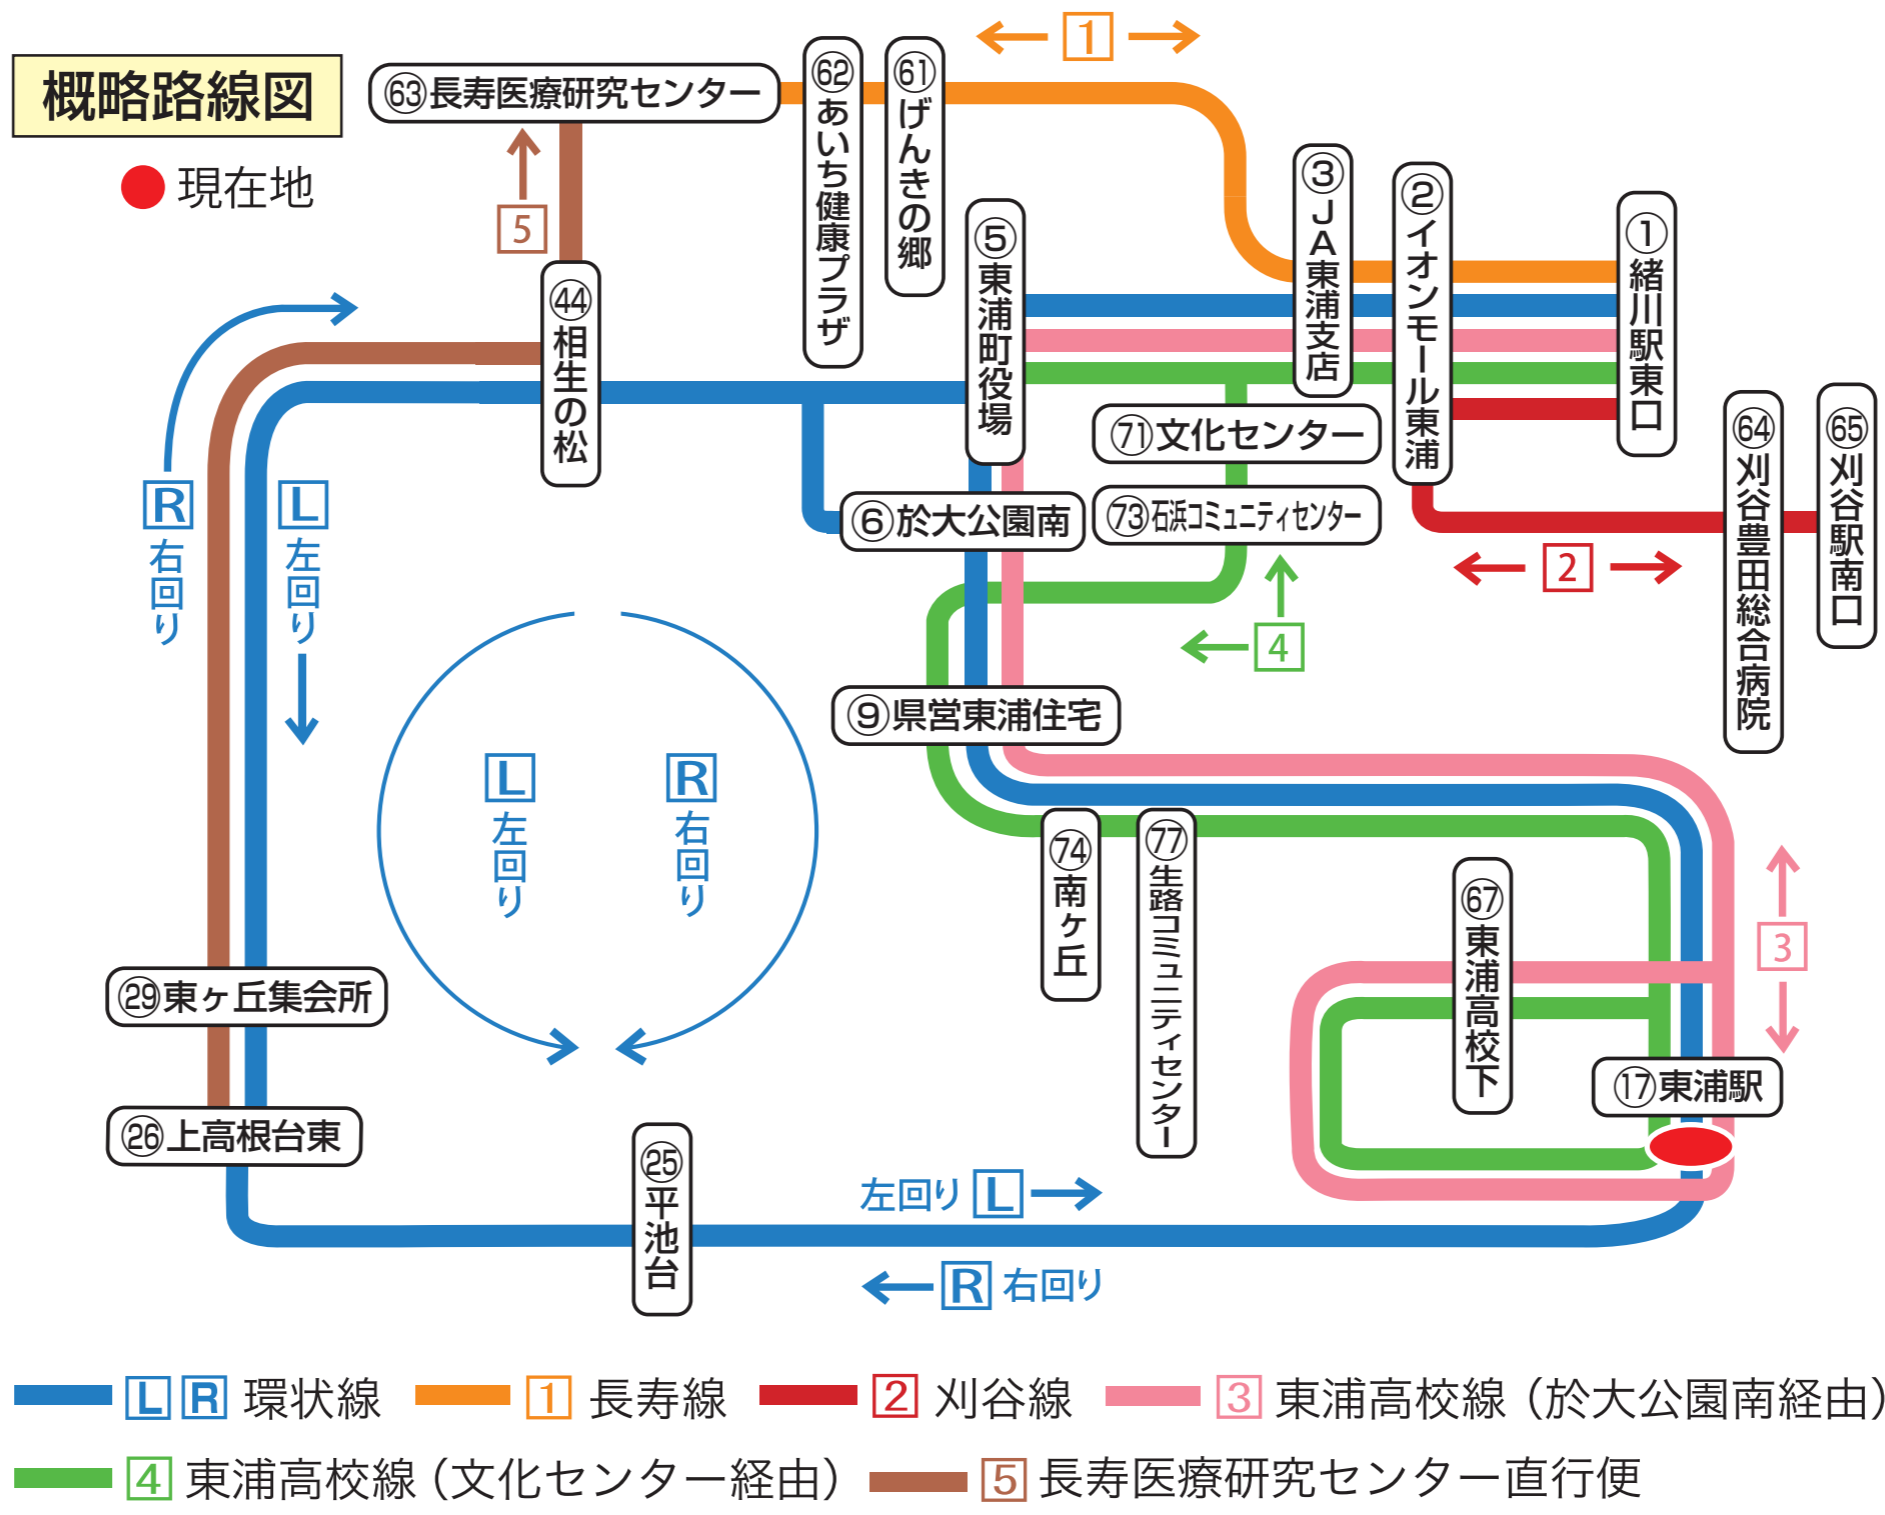 概略路線図
現在地
1
63長寿医療研究センター
62あいち健康プラザ
61げんきの郷
5
44相生の松
5東浦町役場
3JA東浦支店
2イオンモール東浦
1緒川駅東口
64刈谷豊田総合病院
65刈谷駅南口
71文化センター
73石浜コミュニティセンター
6於大公園南
2
4
R右回り
L左回り
9県営東浦住宅
L左回り
R右回り
74南ヶ丘
77生路コミュニティセンター
67東浦高校下
3
17東浦駅
29東ヶ丘集会所
26上高根台東
25平池台
左回りL
R右回り
LR環状線
1長寿線
2刈谷線
3東浦高校線(於大公園南経由)
4東浦高校線(文化センター経由)
5長寿医療研究センター直行便